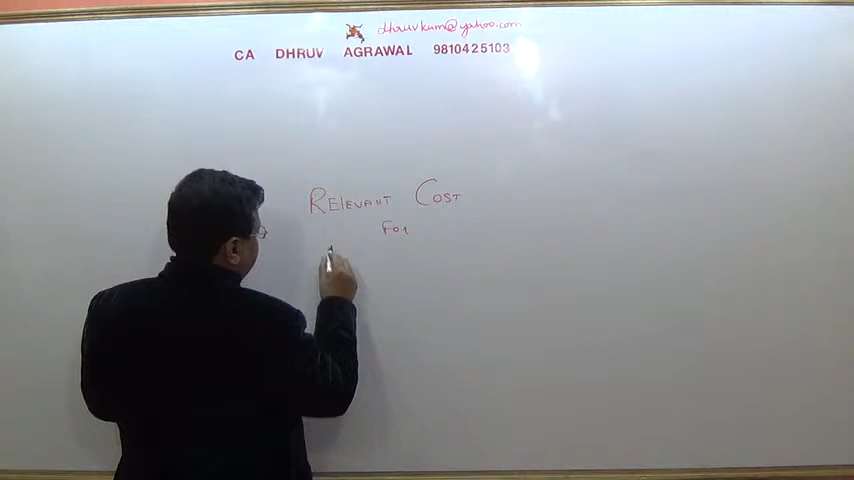 dhruvkum@yahoo.com
CA DHRUV AGRAWAL 9810425103
RELEVANT COST
FOR